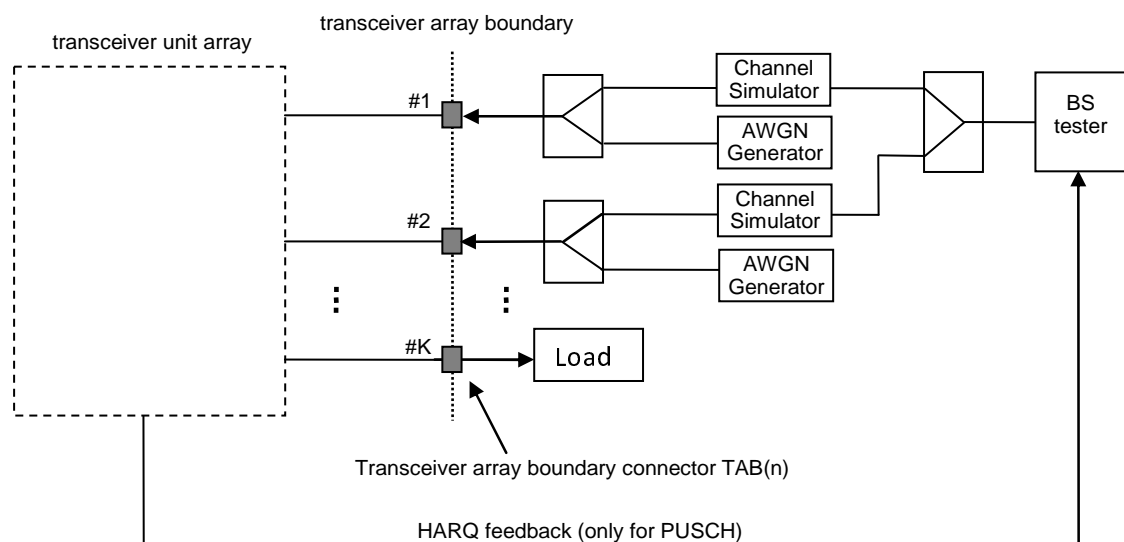 transceiver array boundary
transceiver unit array
#1
Channel
Simulator
AWGN
Generator
BS
tester
#2
Channel
Simulator
AWGN
Generator
...
...
#K
Load
Transceiver array boundary connector TAB(n)
HARQ feedback (only for PUSCH)